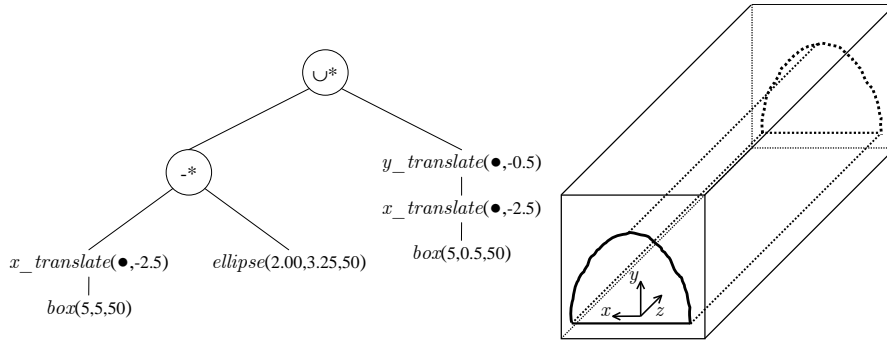 ∪*
-*
y_translate(●,-0.5)
x_translate(●,-2.5)
box(5,0.5,50)
x_translate(●,-2.5)
ellipse(2.00,3.25,50)
box(5,5,50)
y
x
z